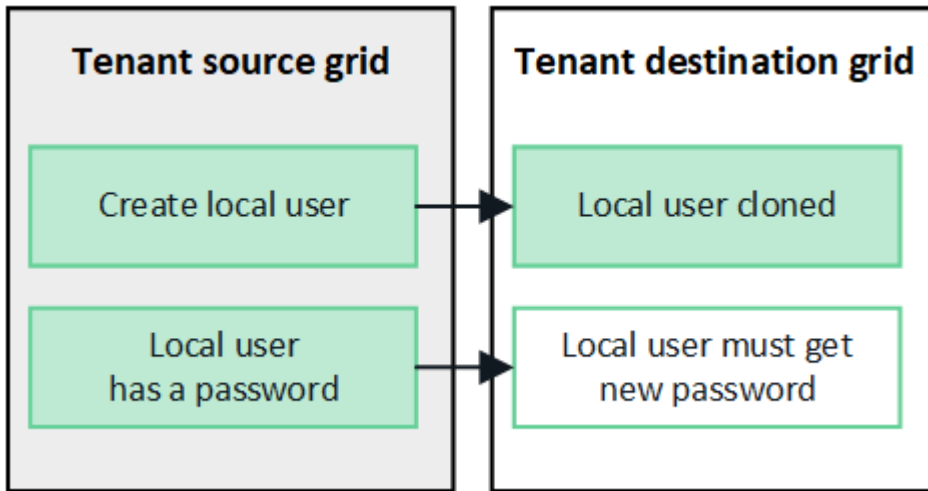 Tenant source grid
Tenant destination grid
Create local user
Local user cloned
Local user
has a password
Local user must get
new password